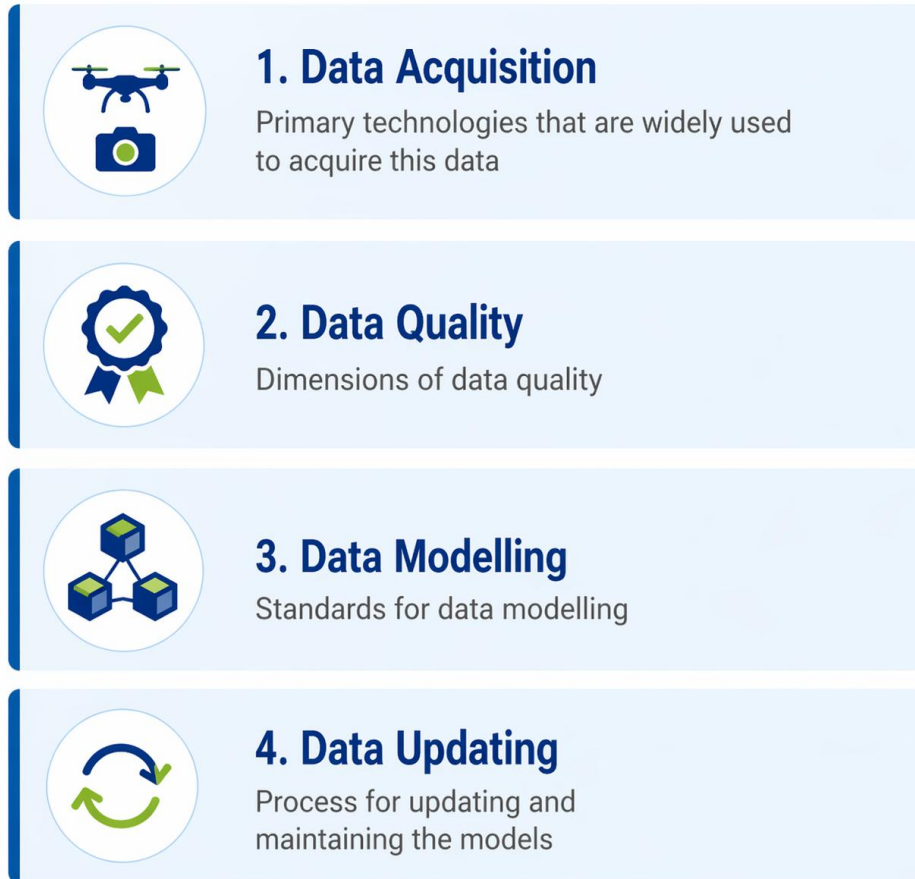 1. Data Acquisition
Primary technologies that are widely used
to acquire this data
2. Data Quality
Dimensions of data quality
3. Data Modelling
Standards for data modelling
4. Data Updating
Process for updating and
maintaining the models